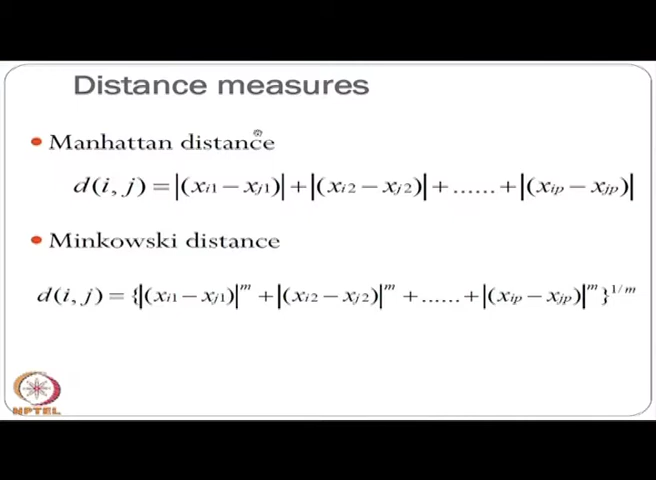 Distance measures
• Manhattan distance
d(i, j) = |(xi1 − xj1)| + |(xi2 − xj2)| + ...... + |(xip − xjp)|
• Minkowski distance
d(i, j) = {|(xi1 − xj1)|^m + |(xi2 − xj2)|^m + ...... + |(xip − xjp)|^m }^1/m
NPTEL